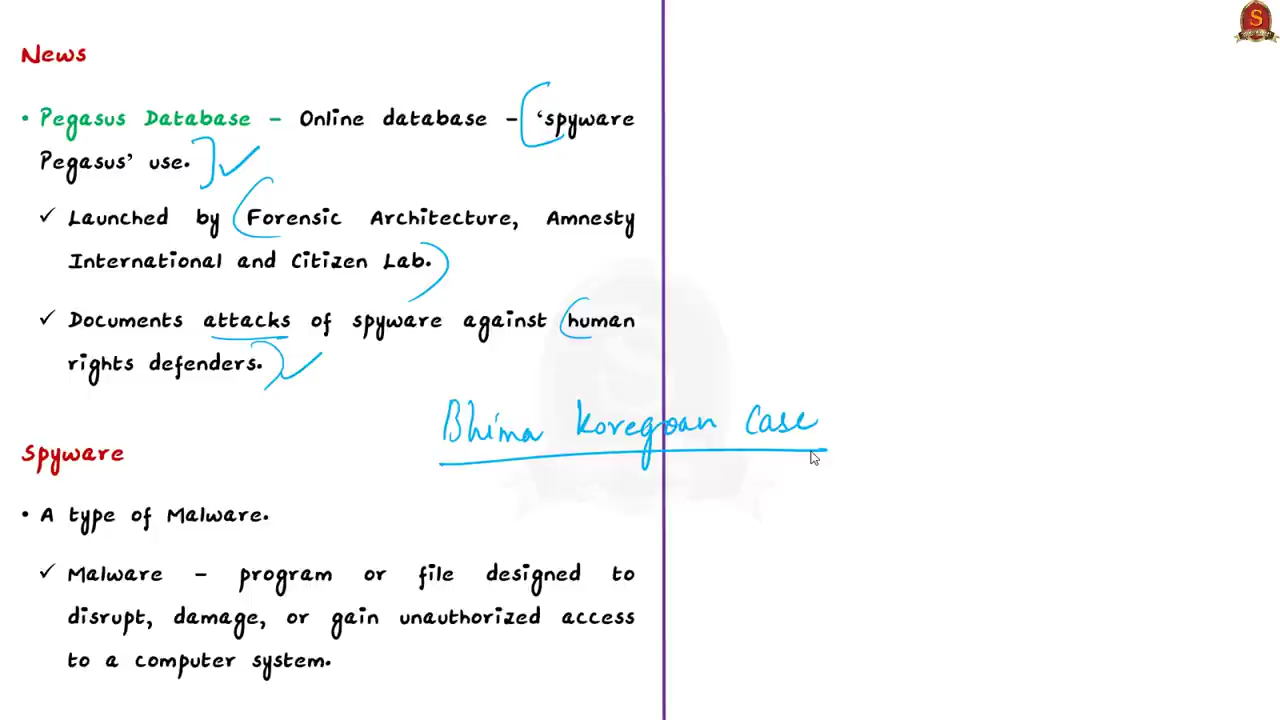 News
• Pegasus Database - Online database - 'spyware
Pegasus' use.
✓ Launched by Forensic Architecture, Amnesty
International and Citizen Lab.
✓ Documents attacks of spyware against human
rights defenders.
Bhima Koregoan Case
Spyware
• A type of Malware.
✓ Malware - program or file designed to
disrupt, damage, or gain unauthorized access
to a computer system.